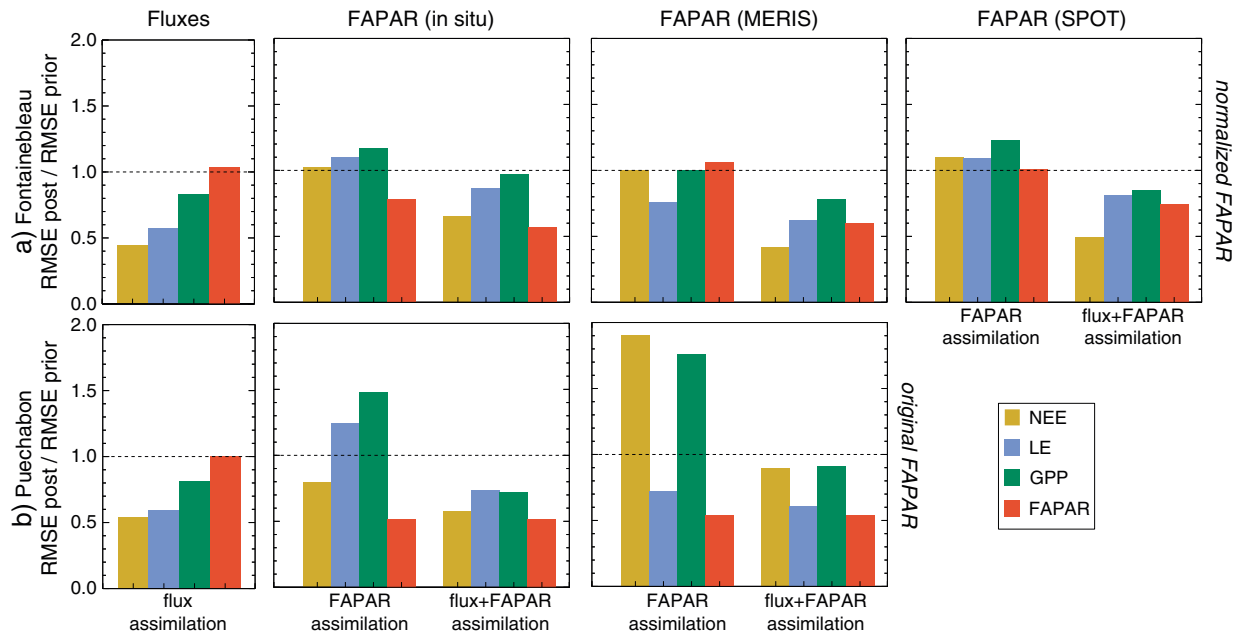 Fluxes
FAPAR (in situ)
FAPAR (MERIS)
FAPAR (SPOT)
a) Fontainebleau
RMSE post / RMSE prior
2.0
1.5
1.0
0.5
0.0
normalized FAPAR
FAPAR
assimilation
flux+FAPAR
assimilation
b) Puechabon
RMSE post / RMSE prior
2.0
1.5
1.0
0.5
0.0
original FAPAR
NEE
LE
GPP
FAPAR
flux
assimilation
FAPAR
assimilation
flux+FAPAR
assimilation
FAPAR
assimilation
flux+FAPAR
assimilation